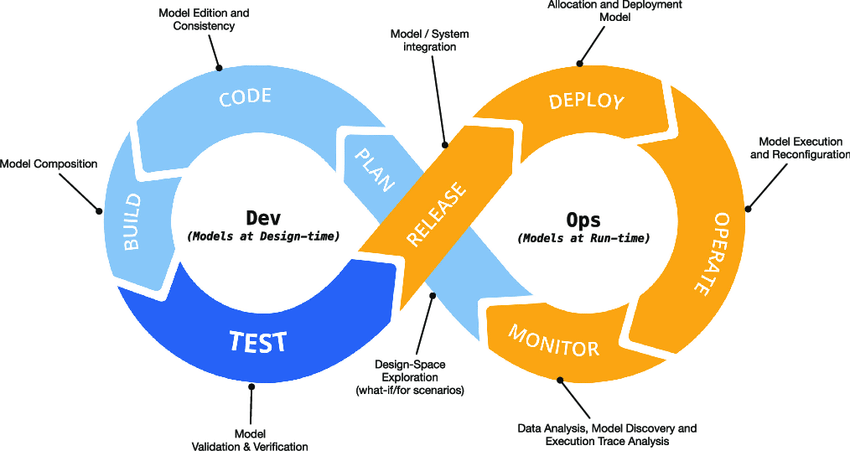 Model Edition and
Consistency
Model / System
integration
Allocation and Deployment
Model
CODE
DEPLOY
Model Composition
PLAN
Model Execution
and Reconfiguration
BUILD
Dev
(Models at Design-time)
RELEASE
Ops
(Models at Run-time)
OPERATE
TEST
MONITOR
Design-Space
Exploration
(what-if/for scenarios)
Model
Validation & Verification
Data Analysis, Model Discovery and
Execution Trace Analysis